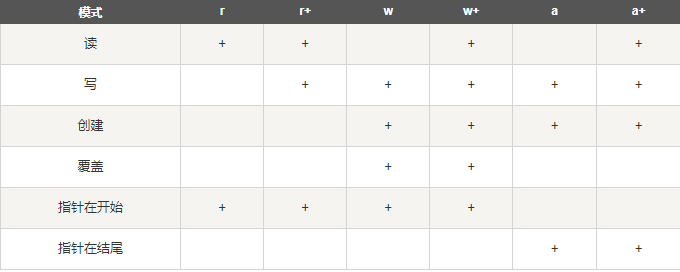 模式 r r+ w w+ a a+
读 + + + +
写 + + + + +
创建 + + + +
覆盖 + +
指针在开始 + + + +
指针在结尾 + +